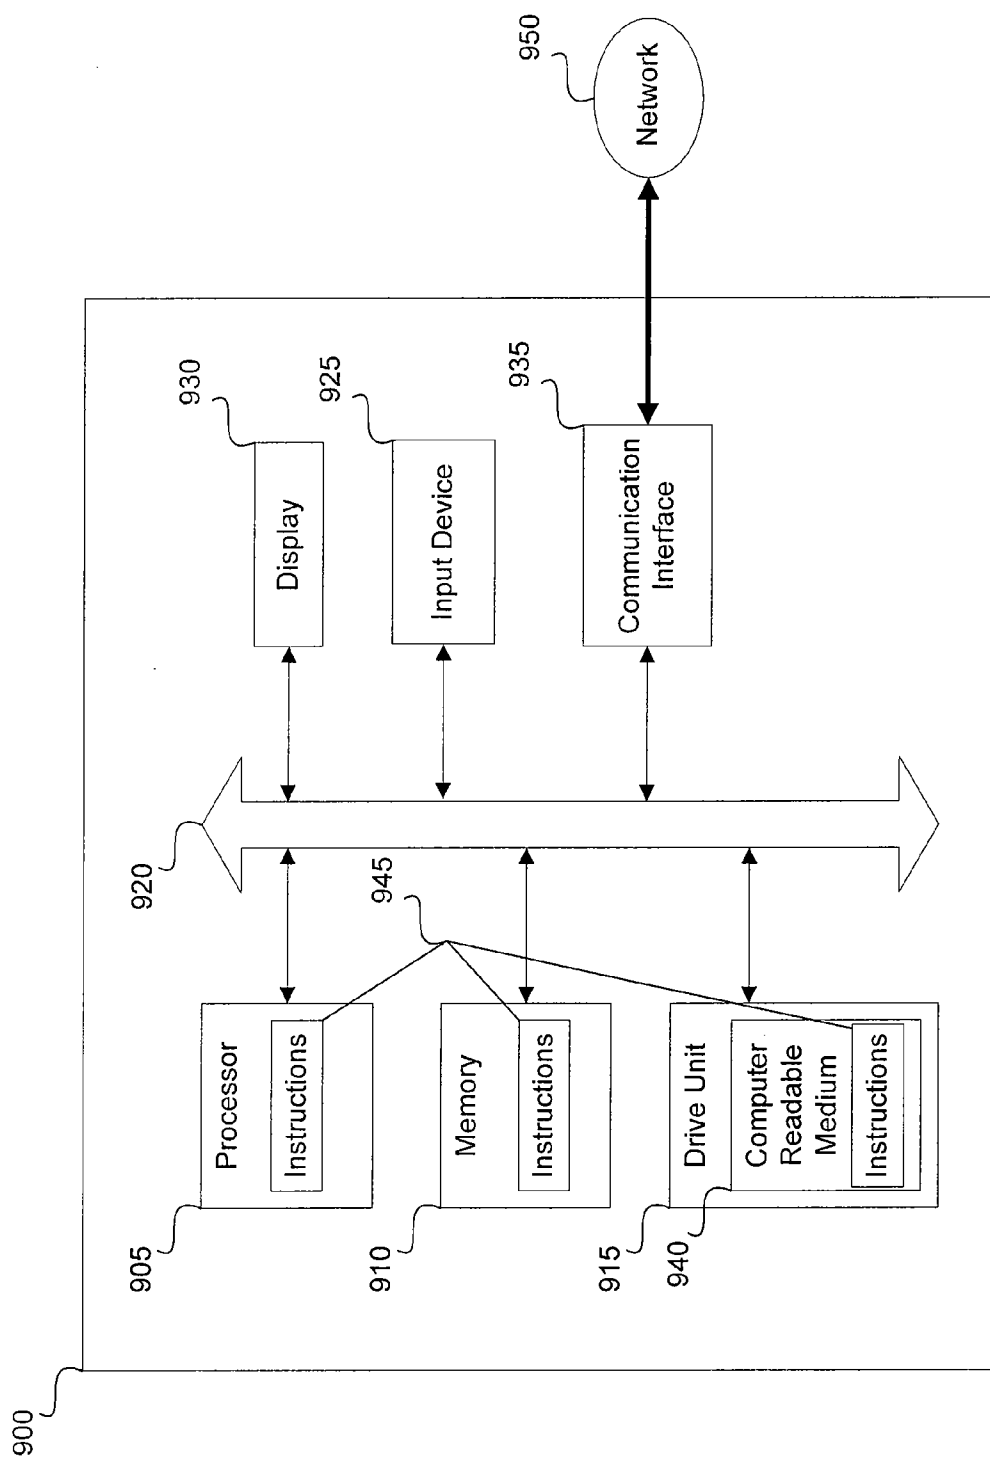 900
905
Processor
Instructions
910
Memory
Instructions
915
Drive Unit
940
Computer
Readable
Medium
Instructions
920
945
930
Display
925
Input Device
935
Communication
Interface
950
Network